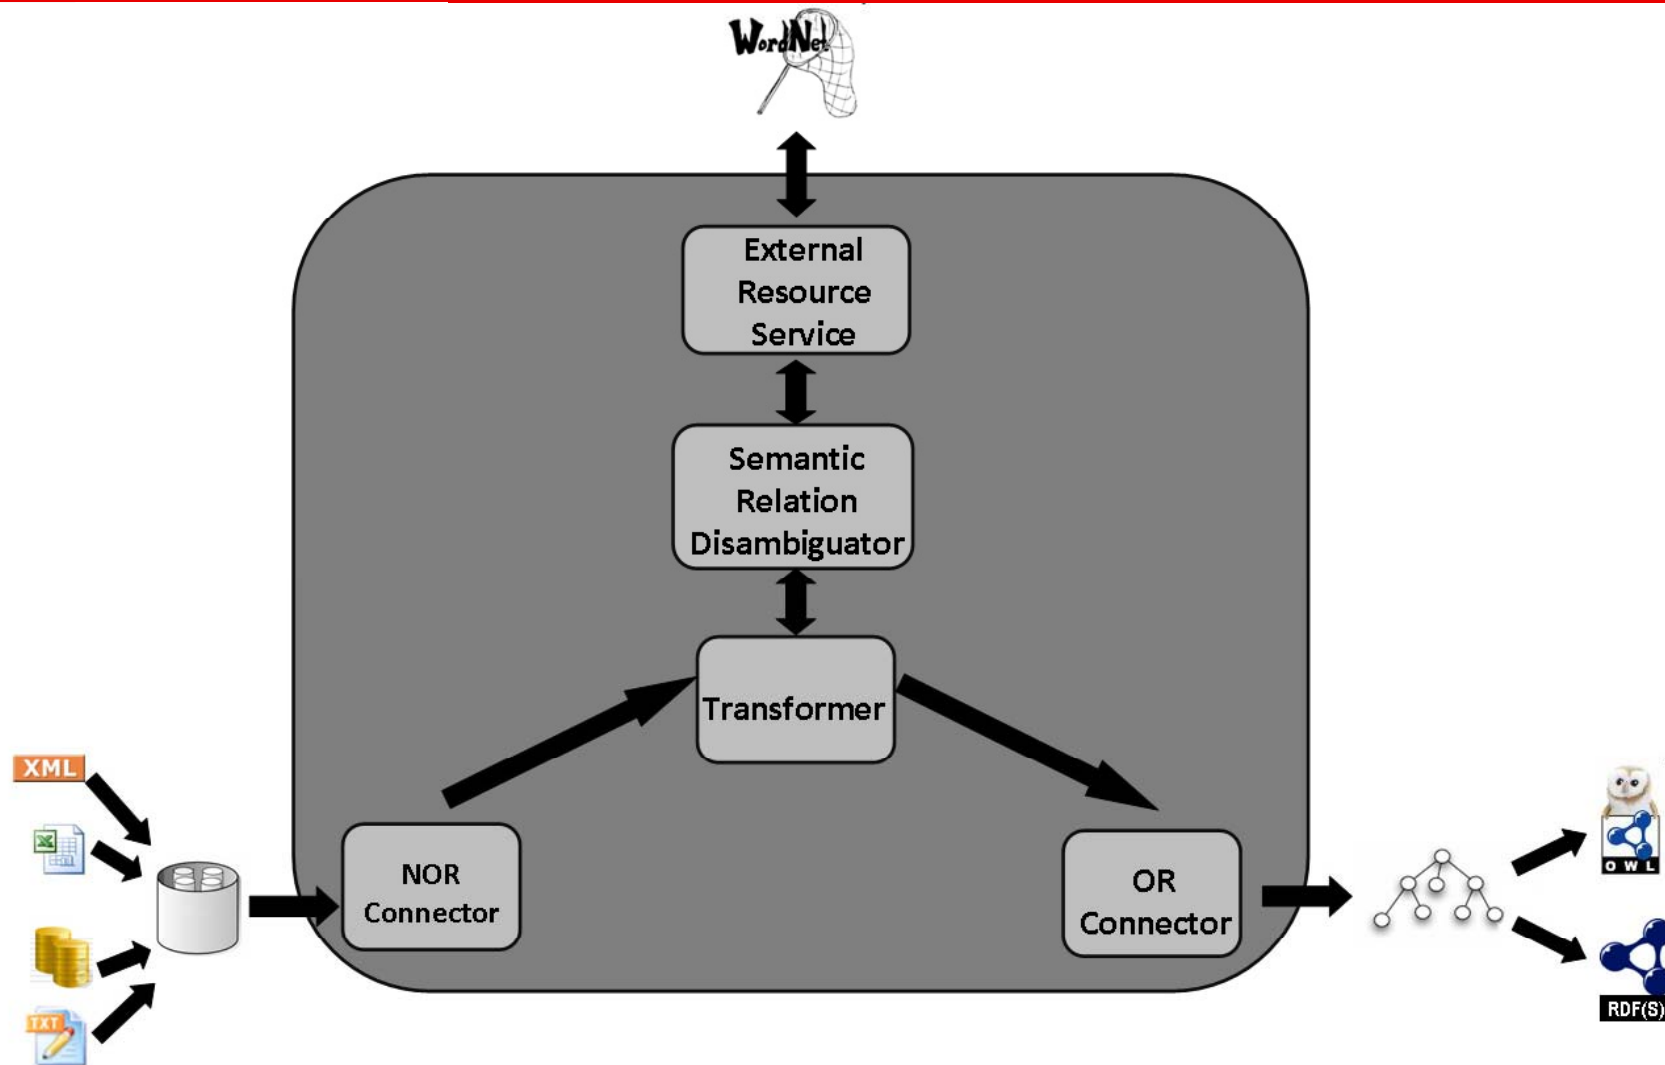 WordNet
External
Resource
Service
Semantic
Relation
Disambiguator
Transformer
XML
NOR
Connector
OR
Connector
OWL
TXT
RDF(S)